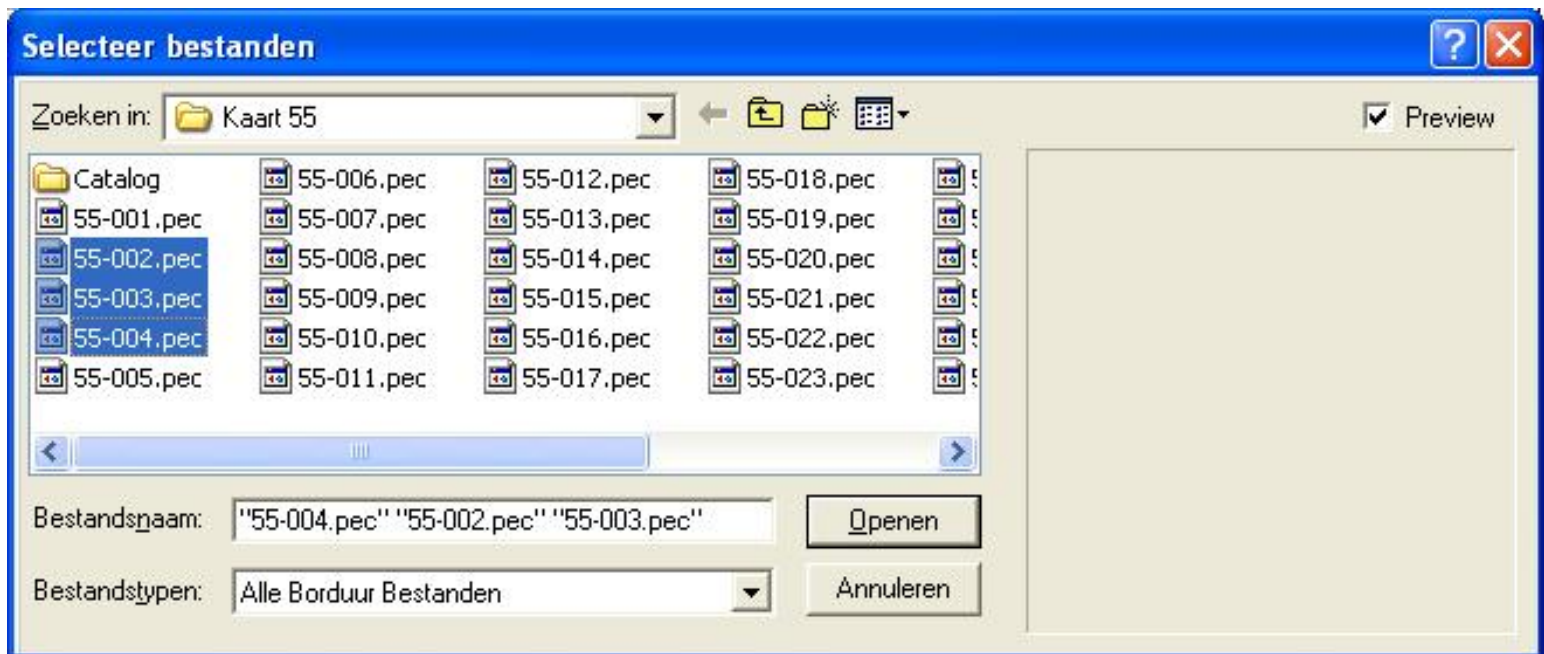 Selecteer bestanden
Zoeken in: Kaart 55 Preview
Catalog 55-006.pec 55-012.pec 55-018.pec
55-001.pec 55-007.pec 55-013.pec 55-019.pec
55-002.pec 55-008.pec 55-014.pec 55-020.pec
55-003.pec 55-009.pec 55-015.pec 55-021.pec
55-004.pec 55-010.pec 55-016.pec 55-022.pec
55-005.pec 55-011.pec 55-017.pec 55-023.pec
Bestandsnaam: "55-004.pec" "55-002.pec" "55-003.pec" Openen
Bestandstypen: Alle Borduur Bestanden Annuleren